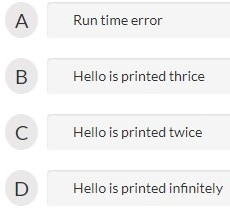 A Run time error
B Hello is printed thrice
C Hello is printed twice
D Hello is printed infinitely